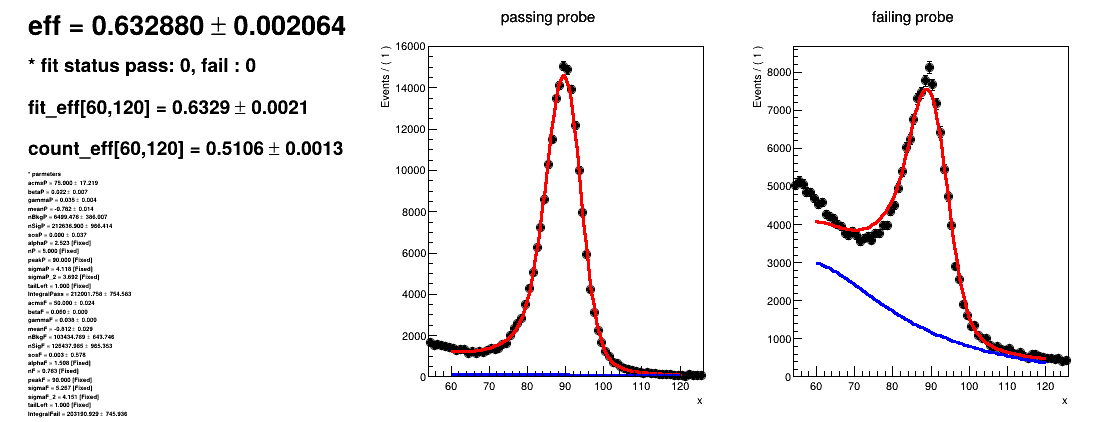 eff = 0.632880 ± 0.002064
* fit status pass: 0, fail : 0
fit_eff[60,120] = 0.6329 ± 0.0021
count_eff[60,120] = 0.5106 ± 0.0013
* parmeters
acmsP = 75.000 ± 17.219
betaP = 0.022 ± 0.007
gammaP = 0.035 ± 0.004
meanP = -0.782 ± 0.014
nBkgP = 6499.476 ± 386.007
nSigP = 212636.900 ± 966.414
sosP = 0.000 ± 0.037
alphaP = 2.523 [Fixed]
nP = 5.000 [Fixed]
peakP = 90.000 [Fixed]
sigmaP = 4.118 [Fixed]
sigmaP_2 = 3.692 [Fixed]
tailLeft = 1.000 [Fixed]
IntegralPass = 212001.758 ± 754.583
acmsF = 50.000 ± 0.024
betaF = 0.080 ± 0.009
gammaF = 0.038 ± 0.000
meanF = -0.812 ± 0.029
nBkgF = 103434.789 ± 643.746
nSigF = 126437.985 ± 965.353
sosF = 0.003 ± 0.578
alphaF = 1.508 [Fixed]
nF = 0.763 [Fixed]
peakF = 90.000 [Fixed]
sigmaF = 5.267 [Fixed]
sigmaF_2 = 4.151 [Fixed]
tailLeft = 1.000 [Fixed]
IntegralFail = 203190.929 ± 745.936
passing probe
Events / ( 1 )
16000
14000
12000
10000
8000
6000
4000
2000
0
60 70 80 90 100 110 120
x
failing probe
Events / ( 1 )
8000
7000
6000
5000
4000
3000
2000
1000
0
60 70 80 90 100 110 120
x